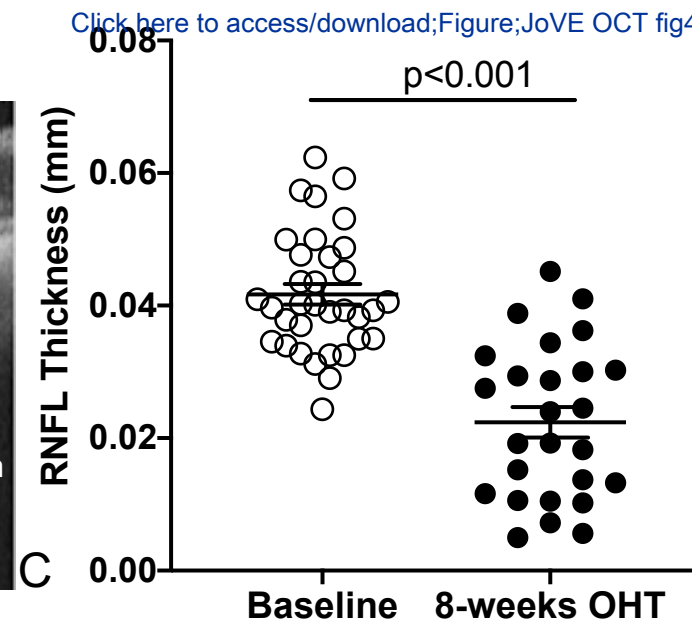 Click here to access/download;Figure;JoVE OCT fig4
0.08
p<0.001
0.06
0.04
0.02
0.00
RNFL Thickness (mm)
C
Baseline 8-weeks OHT